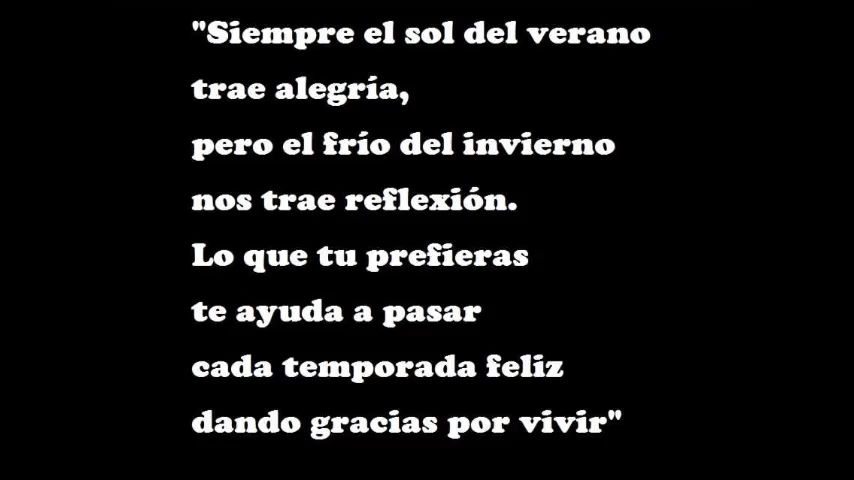 "Siempre el sol del verano
trae alegría,
pero el frío del invierno
nos trae reflexión.
Lo que tu prefieras
te ayuda a pasar
cada temporada feliz
dando gracias por vivir"